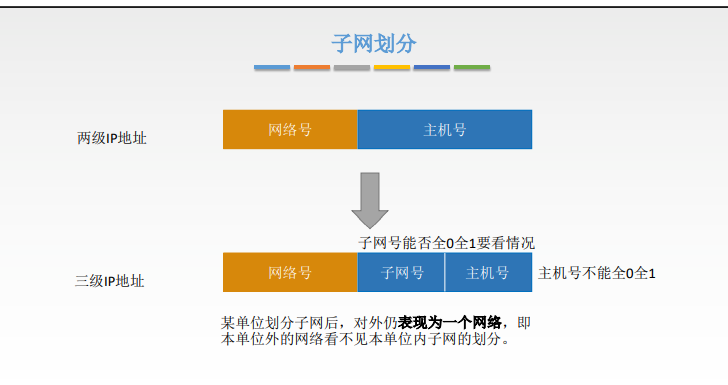 子网划分
两级IP地址
网络号
主机号
子网号能否全0全1要看情况
三级IP地址
网络号
子网号
主机号
主机号不能全0全1
某单位划分子网后，对外仍表现为一个网络，即
本单位外的网络看不见本单位内子网的划分。